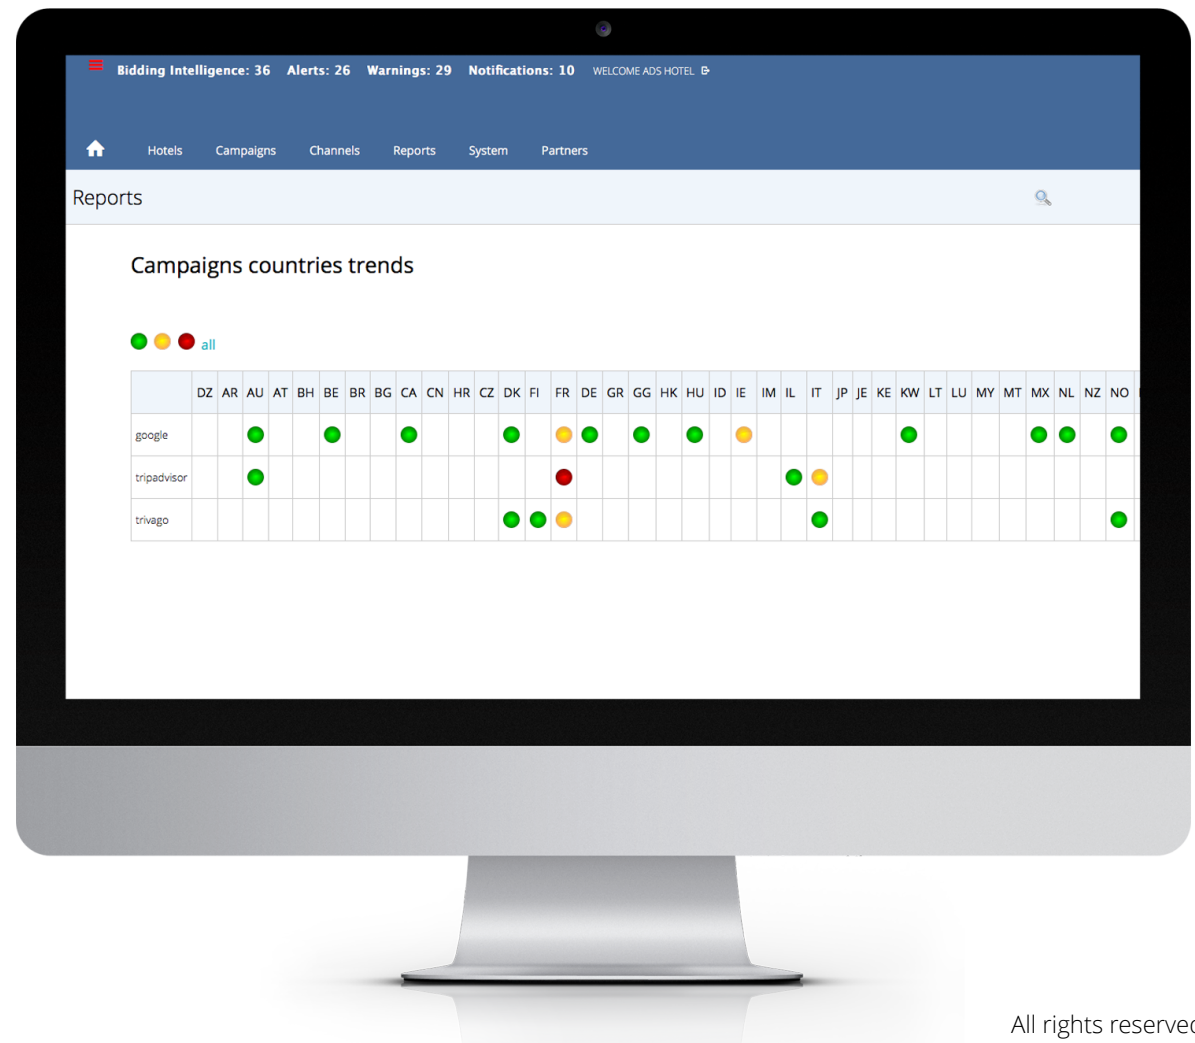 Bidding Intelligence: 36 Alerts: 26 Warnings: 29 Notifications: 10 WELCOME ADS HOTEL
Hotels Campaigns Channels Reports System Partners
Reports
Campaigns countries trends
all
DZ AR AU AT BH BE BR BG CA CN HR CZ DK FI FR DE GR GG HK HU ID IE IM IL IT JP JE KE KW LT LU MY MT MX NL NZ NO
google
tripadvisor
trivago
All rights reserved